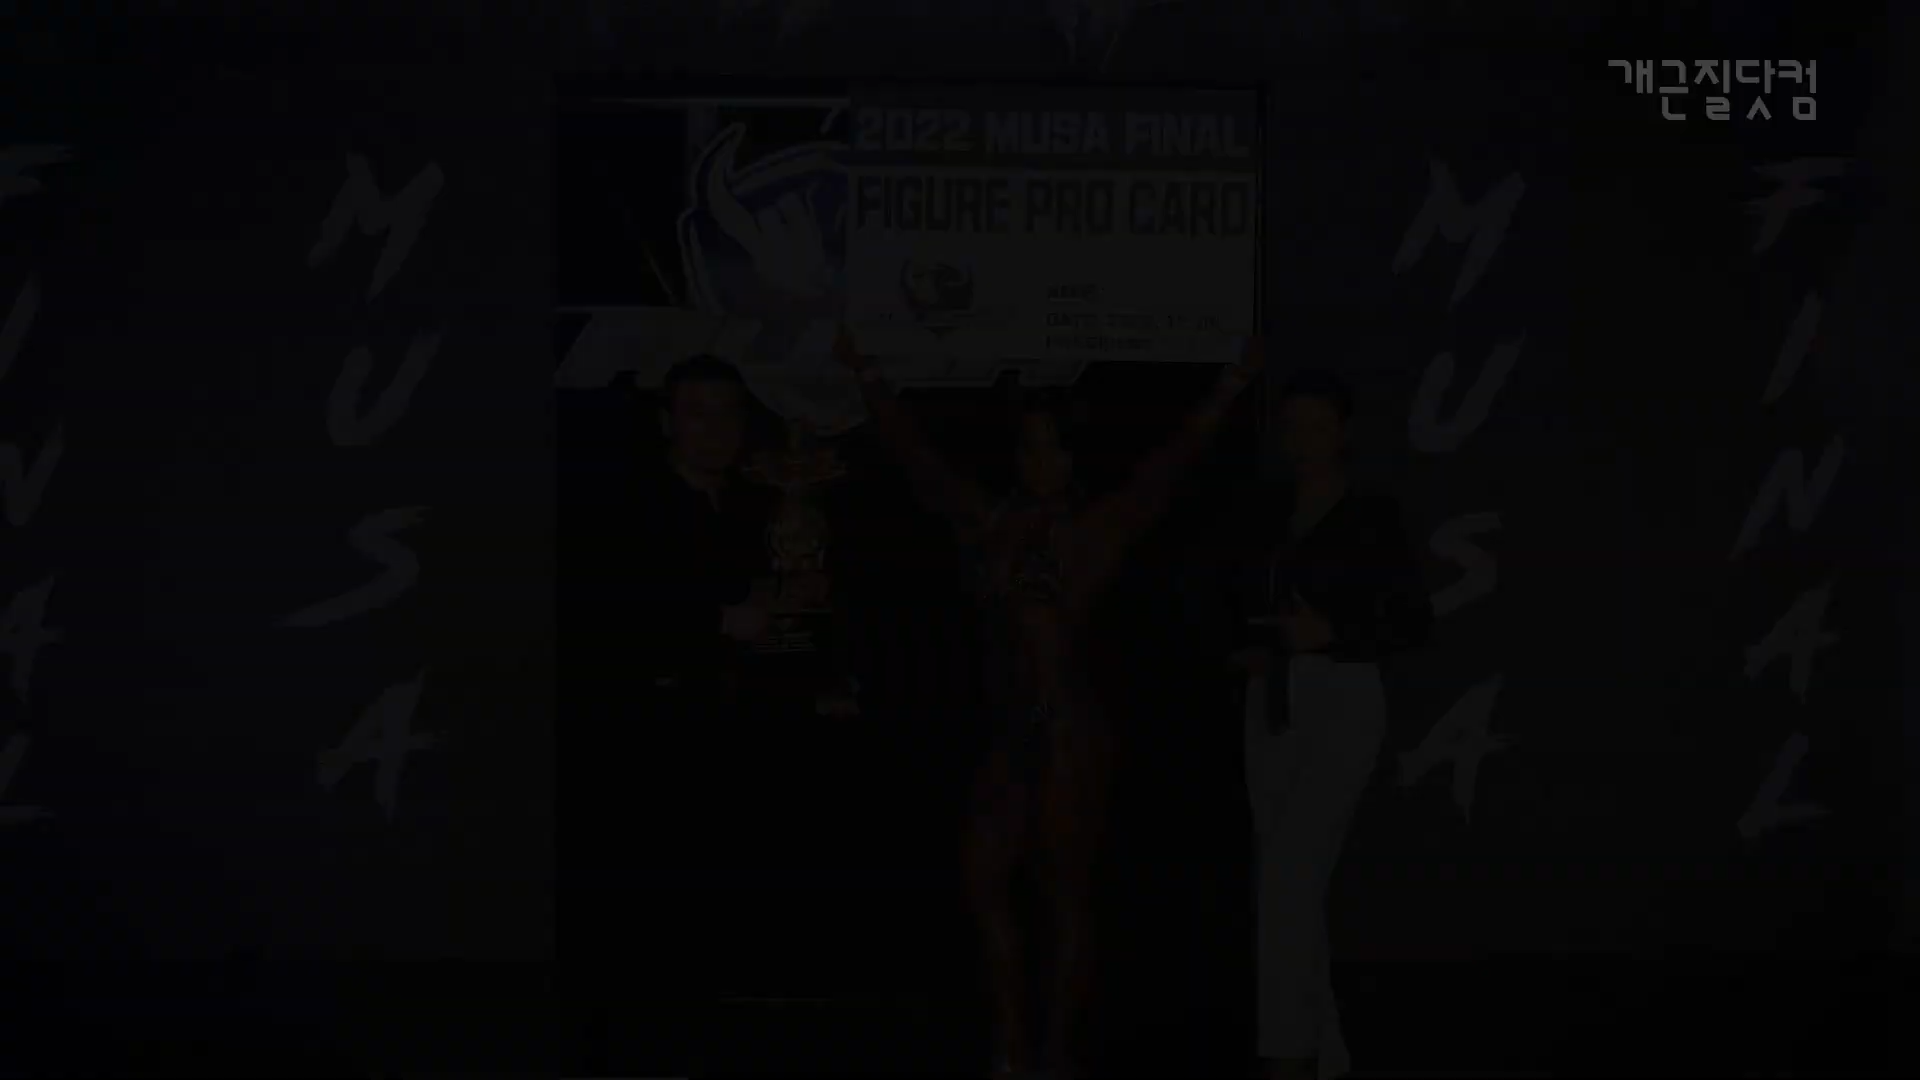 개근질닷컴
2022 MUSA FINAL
FIGURE PRO CARD
MUSA
MUSA
FINAL
FINAL